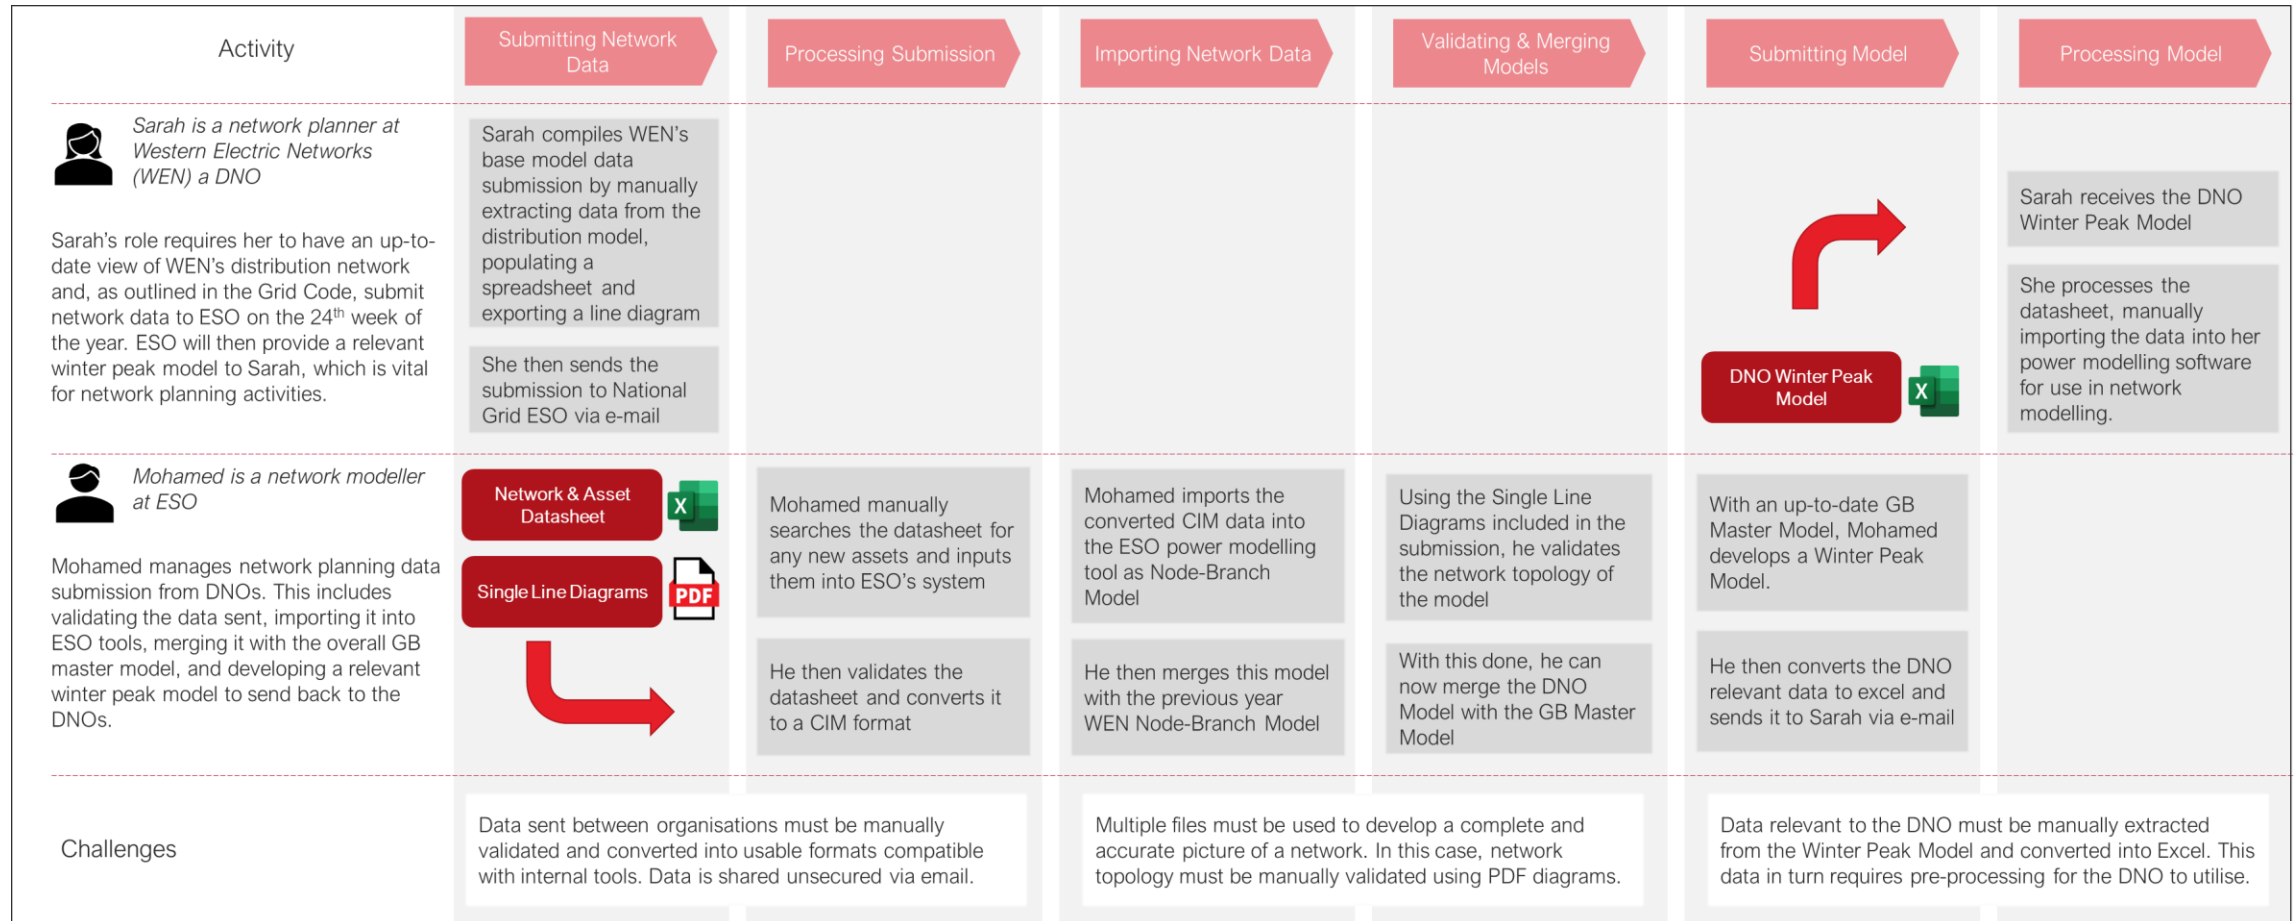 Activity
Submitting Network
Data
Processing Submission
Importing Network Data
Validating & Merging
Models
Submitting Model
Processing Model
Sarah is a network planner at
Western Electric Networks
(WEN) a DNO
Sarah's role requires her to have an up-to-
date view of WEN's distribution network
and, as outlined in the Grid Code, submit
network data to ESO on the 24th week of
the year. ESO will then provide a relevant
winter peak model to Sarah, which is vital
for network planning activities.
Sarah compiles WEN's
base model data
submission by manually
extracting data from the
distribution model,
populating a
spreadsheet and
exporting a line diagram
She then sends the
submission to National
Grid ESO via e-mail
DNO Winter Peak
Model
X
Sarah receives the DNO
Winter Peak Model
She processes the
datasheet, manually
importing the data into her
power modelling software
for use in network
modelling.
Mohamed is a network modeller
at ESO
Mohamed manages network planning data
submission from DNOs. This includes
validating the data sent, importing it into
ESO tools, merging it with the overall GB
master model, and developing a relevant
winter peak model to send back to the
DNOs.
Network & Asset
Datasheet
X
Single Line Diagrams
PDF
Mohamed manually
searches the datasheet for
any new assets and inputs
them into ESO's system
He then validates the
datasheet and converts it
to a CIM format
Mohamed imports the
converted CIM data into
the ESO power modelling
tool as Node-Branch
Model
He then merges this model
with the previous year
WEN Node-Branch Model
Using the Single Line
Diagrams included in the
submission, he validates
the network topology of
the model
With this done, he can
now merge the DNO
Model with the GB Master
Model
With an up-to-date GB
Master Model, Mohamed
develops a Winter Peak
Model.
He then converts the DNO
relevant data to excel and
sends it to Sarah via e-mail
Challenges
Data sent between organisations must be manually
validated and converted into usable formats compatible
with internal tools. Data is shared unsecured via email.
Multiple files must be used to develop a complete and
accurate picture of a network. In this case, network
topology must be manually validated using PDF diagrams.
Data relevant to the DNO must be manually extracted
from the Winter Peak Model and converted into Excel. This
data in turn requires pre-processing for the DNO to utilise.